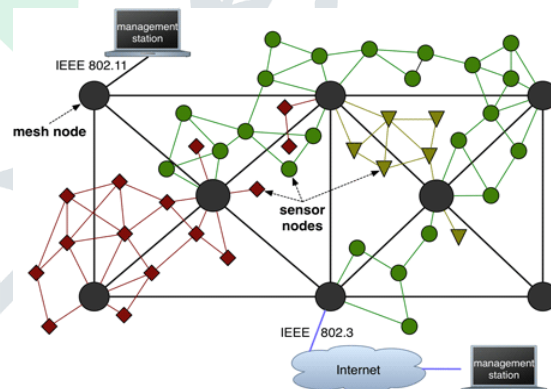 management
station
IEEE 802.11
mesh node
sensor
nodes
IEEE 802.3
Internet
management
station